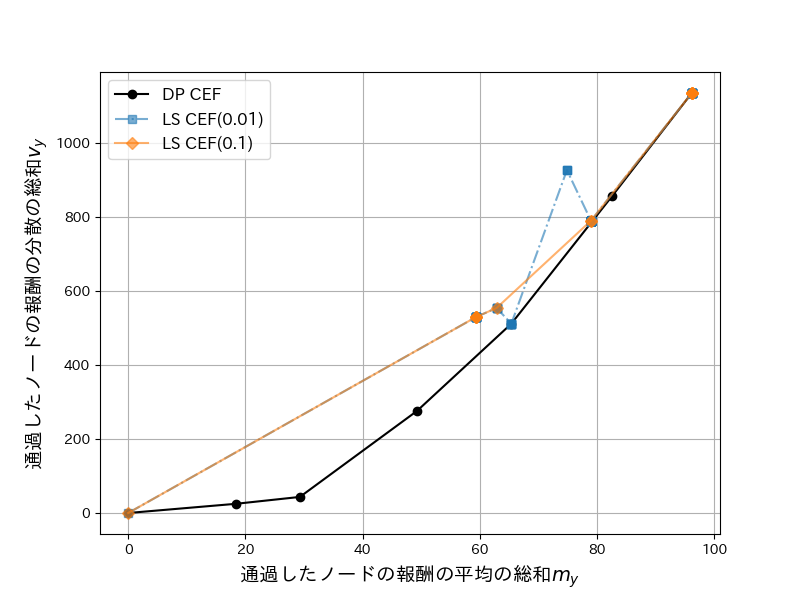 DP CEF
LS CEF(0.01)
LS CEF(0.1)
1000
800
600
400
200
0
0 20 40 60 80 100
通過したノードの報酬の平均の総和m_y
通過したノードの報酬の分散の総和v_y